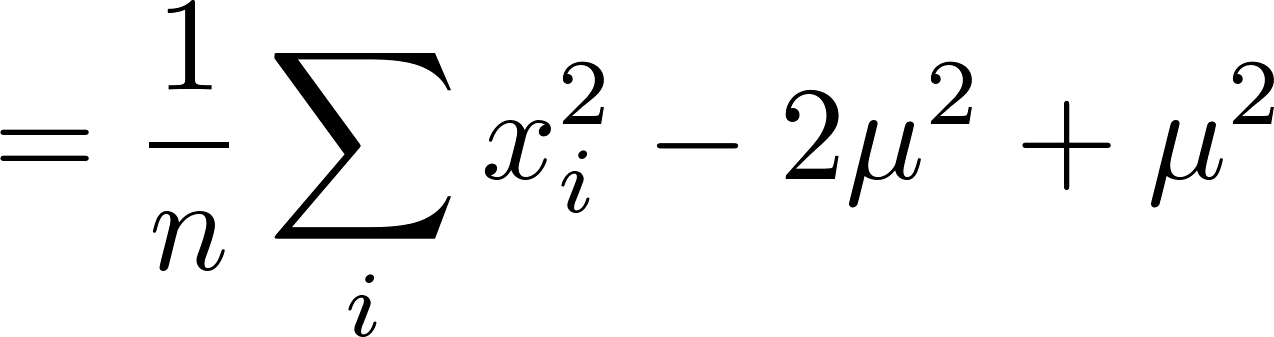 = \frac{1}{n} \sum_{i} x_i^2 - 2\mu^2 + \mu^2